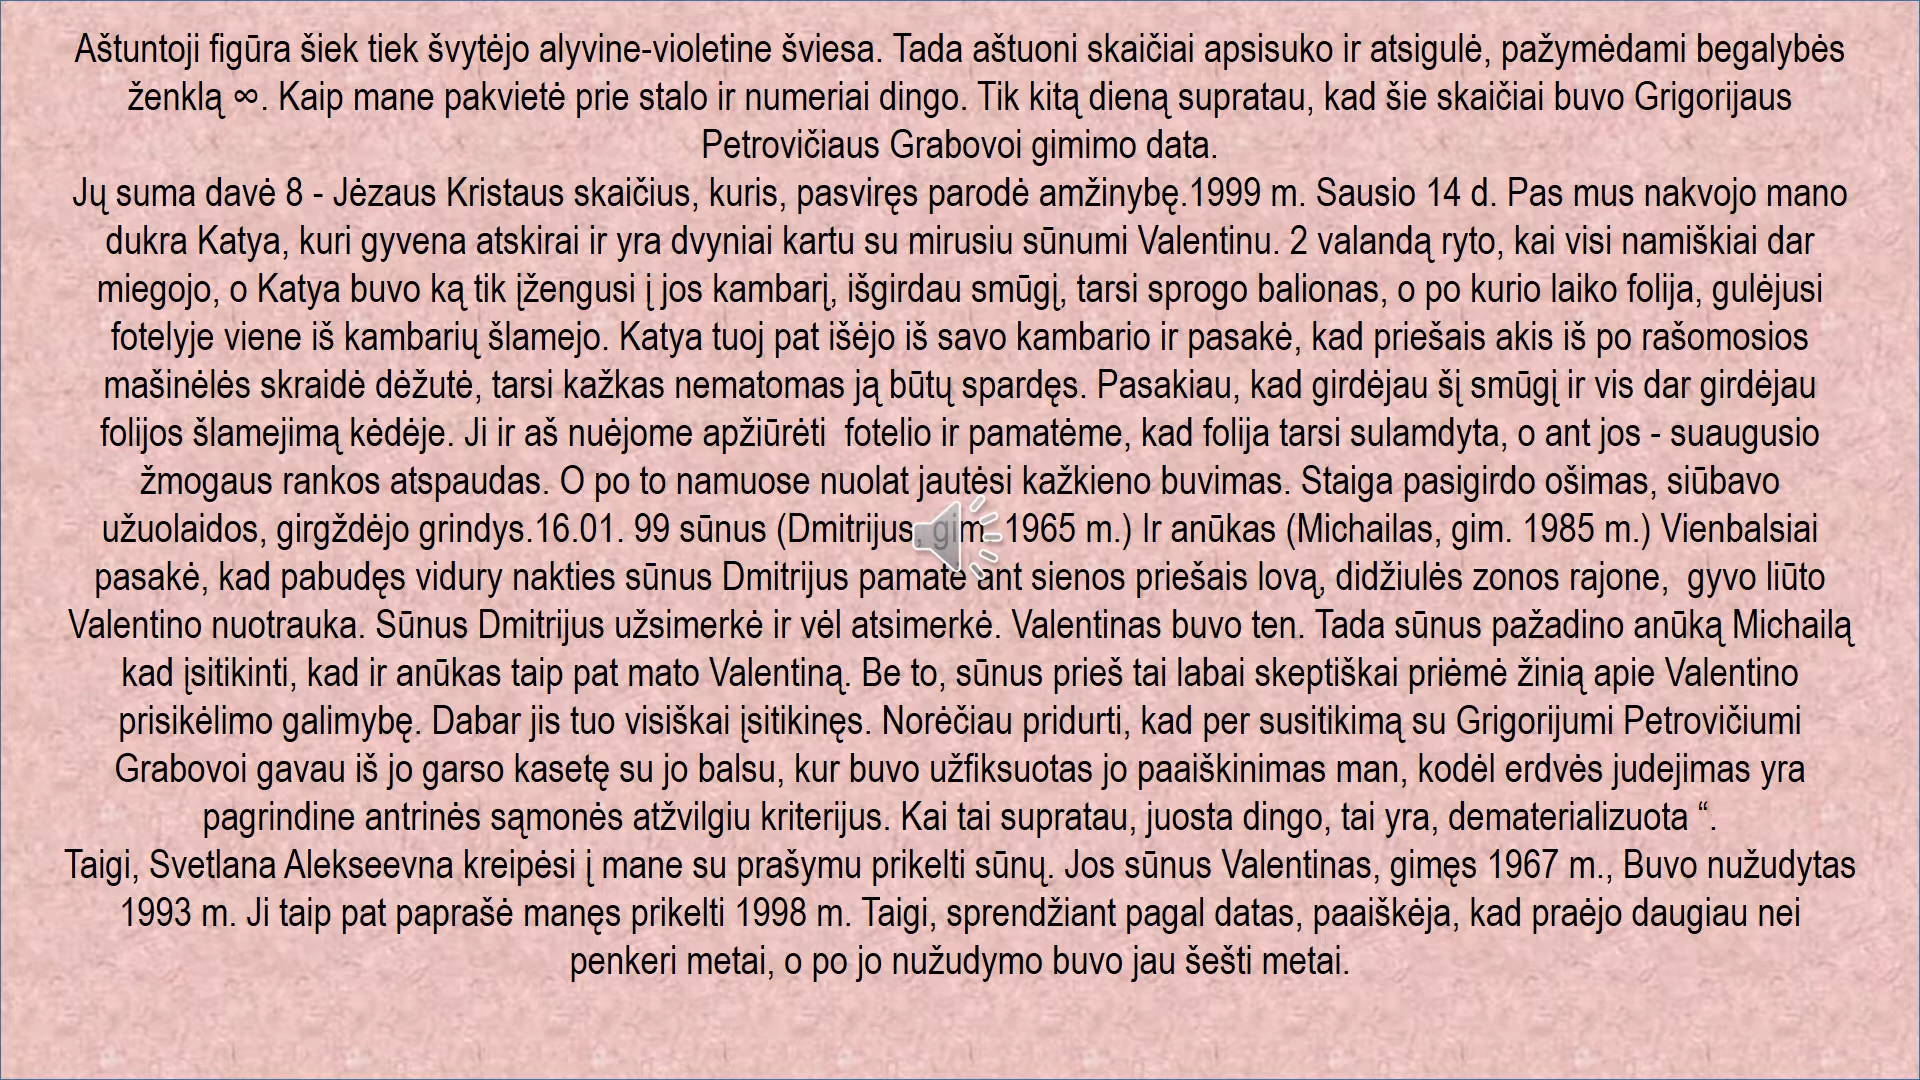 Aštuntoji figūra šiek tiek švytėjo alyvine-violetine šviesa. Tada aštuoni skaičiai apsisuko ir atsigulė, pažymėdami begalybės
ženklą ∞. Kaip mane pakvietė prie stalo ir numeriai dingo. Tik kitą dieną supratau, kad šie skaičiai buvo Grigorijaus
Petrovičiaus Grabovoi gimimo data.
Jų suma davė 8 - Jėzaus Kristaus skaičius, kuris, pasviręs parodė amžinybę.1999 m. Sausio 14 d. Pas mus nakvojo mano
dukra Katya, kuri gyvena atskirai ir yra dvyniai kartu su mirusiu sūnumi Valentinu. 2 valandą ryto, kai visi namiškiai dar
miegojo, o Katya buvo ką tik įžengusi į jos kambarį, išgirdau smūgį, tarsi sprogo balionas, o po kurio laiko folija, gulėjusi
fotelyje viene iš kambarių šlamejo. Katya tuoj pat išėjo iš savo kambario ir pasakė, kad priešais akis iš po rašomosios
mašinėlės skraidė dėžutė, tarsi kažkas nematomas ją būtų spardęs. Pasakiau, kad girdėjau šį smūgį ir vis dar girdėjau
folijos šlamejimą kėdėje. Ji ir aš nuėjome apžiūrėti  fotelio ir pamatėme, kad folija tarsi sulamdyta, o ant jos - suaugusio
žmogaus rankos atspaudas. O po to namuose nuolat jautėsi kažkieno buvimas. Staiga pasigirdo ošimas, siūbavo
užuolaidos, girgždėjo grindys.16.01. 99 sūnus (Dmitrijus, gim. 1965 m.) Ir anūkas (Michailas, gim. 1985 m.) Vienbalsiai
pasakė, kad pabudęs vidury nakties sūnus Dmitrijus pamatė ant sienos priešais lovą, didžiulės zonos rajone,  gyvo liūto
Valentino nuotrauka. Sūnus Dmitrijus užsimerkė ir vėl atsimerkė. Valentinas buvo ten. Tada sūnus pažadino anūką Michailą
kad įsitikinti, kad ir anūkas taip pat mato Valentiną. Be to, sūnus prieš tai labai skeptiškai priėmė žinią apie Valentino
prisikėlimo galimybę. Dabar jis tuo visiškai įsitikinęs. Norėčiau pridurti, kad per susitikimą su Grigorijumi Petrovičiumi
Grabovoi gavau iš jo garso kasetę su jo balsu, kur buvo užfiksuotas jo paaiškinimas man, kodėl erdvės judejimas yra
pagrindine antrinės sąmonės atžvilgiu kriterijus. Kai tai supratau, juosta dingo, tai yra, dematerializuota “.
Taigi, Svetlana Alekseevna kreipėsi į mane su prašymu prikelti sūnų. Jos sūnus Valentinas, gimęs 1967 m., Buvo nužudytas
1993 m. Ji taip pat paprašė manęs prikelti 1998 m. Taigi, sprendžiant pagal datas, paaiškėja, kad praėjo daugiau nei
penkeri metai, o po jo nužudymo buvo jau šešti metai.